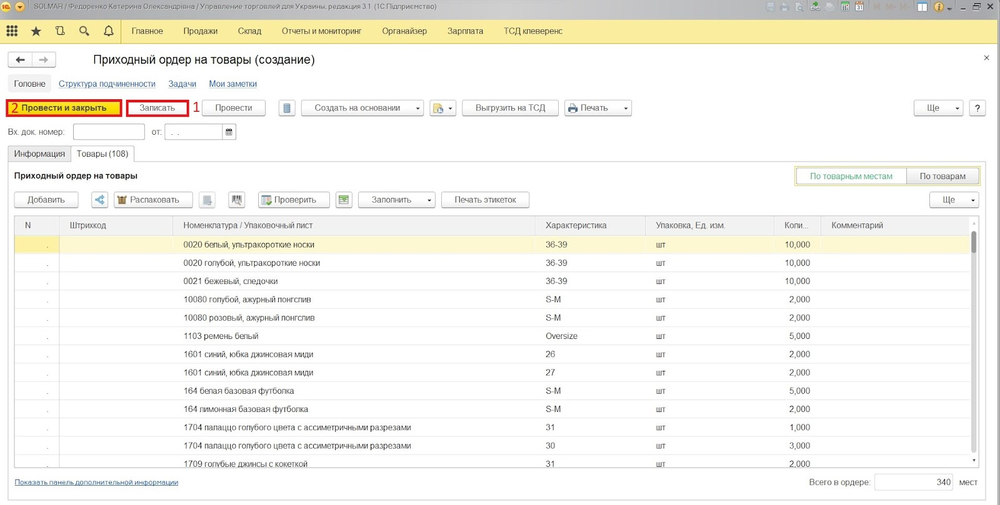 SOLMAR / Федоренко Катерина Олександрівна / Управление торговлей для Украины, редакция 3.1 (1С:Підприємство)
M M+ M-
Главное Продажи Склад Отчеты и мониторинг Органайзер Зарплата ТСД клеверенс
Приходный ордер на товары (создание)
Головне Структура подчиненности Задачи Мои заметки
2 Провести и закрыть Записать 1 Провести Создать на основании Выгрузить на ТСД Печать Ще ?
Вх. док. номер: от: . .
Информация Товары (108)
Приходный ордер на товары По товарным местам По товарам
Добавить Распаковать Проверить Заполнить Печать этикеток Ще
N Штрихкод Номенклатура / Упаковочный лист Характеристика Упаковка, Ед. изм. Коли... Комментарий
. 0020 белый, ультракороткие носки 36-39 шт 10,000
. 0020 голубой, ультракороткие носки 36-39 шт 10,000
. 0021 бежевый, следочки 36-39 шт 10,000
. 10080 голубой, ажурный лонгслив S-M шт 2,000
. 10080 розовый, ажурный лонгслив S-M шт 2,000
. 1103 ремень белый Oversize шт 5,000
. 1601 синий, юбка джинсовая миди 26 шт 2,000
. 1601 синий, юбка джинсовая миди 27 шт 2,000
. 164 белая базовая футболка S-M шт 5,000
. 164 лимонная базовая футболка S-M шт 2,000
. 1704 палаццо голубого цвета с ассиметричными разрезами 31 шт 1,000
. 1704 палаццо голубого цвета с ассиметричными разрезами 30 шт 3,000
. 1709 голубые джинсы с кокеткой 31 шт 2,000
Показать панель дополнительной информации Всего в ордере: 340 мест